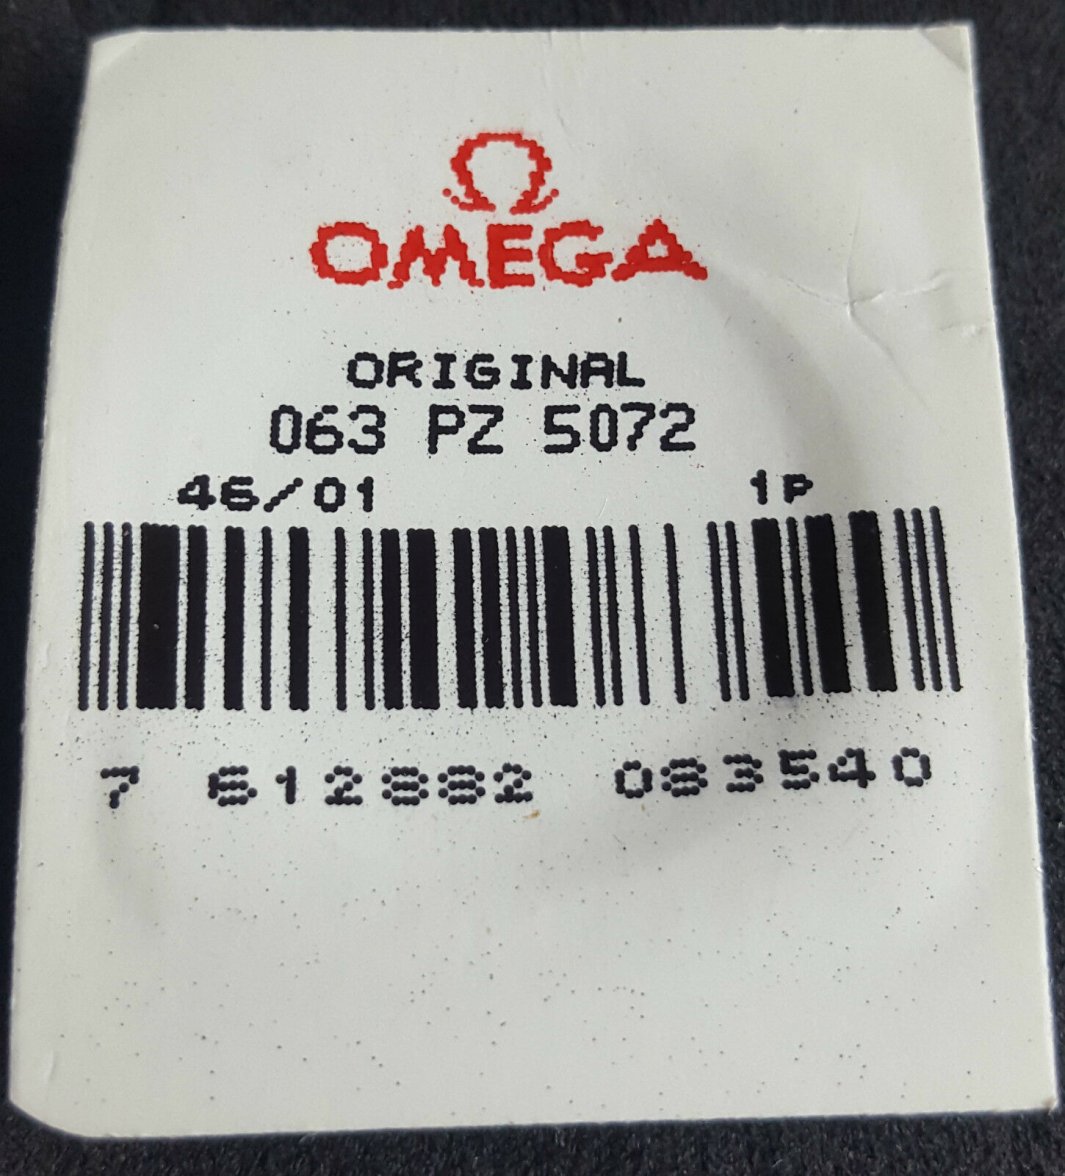 Ω
OMEGA
ORIGINAL
063 PZ 5072
46/01 1P
7 612882 083540